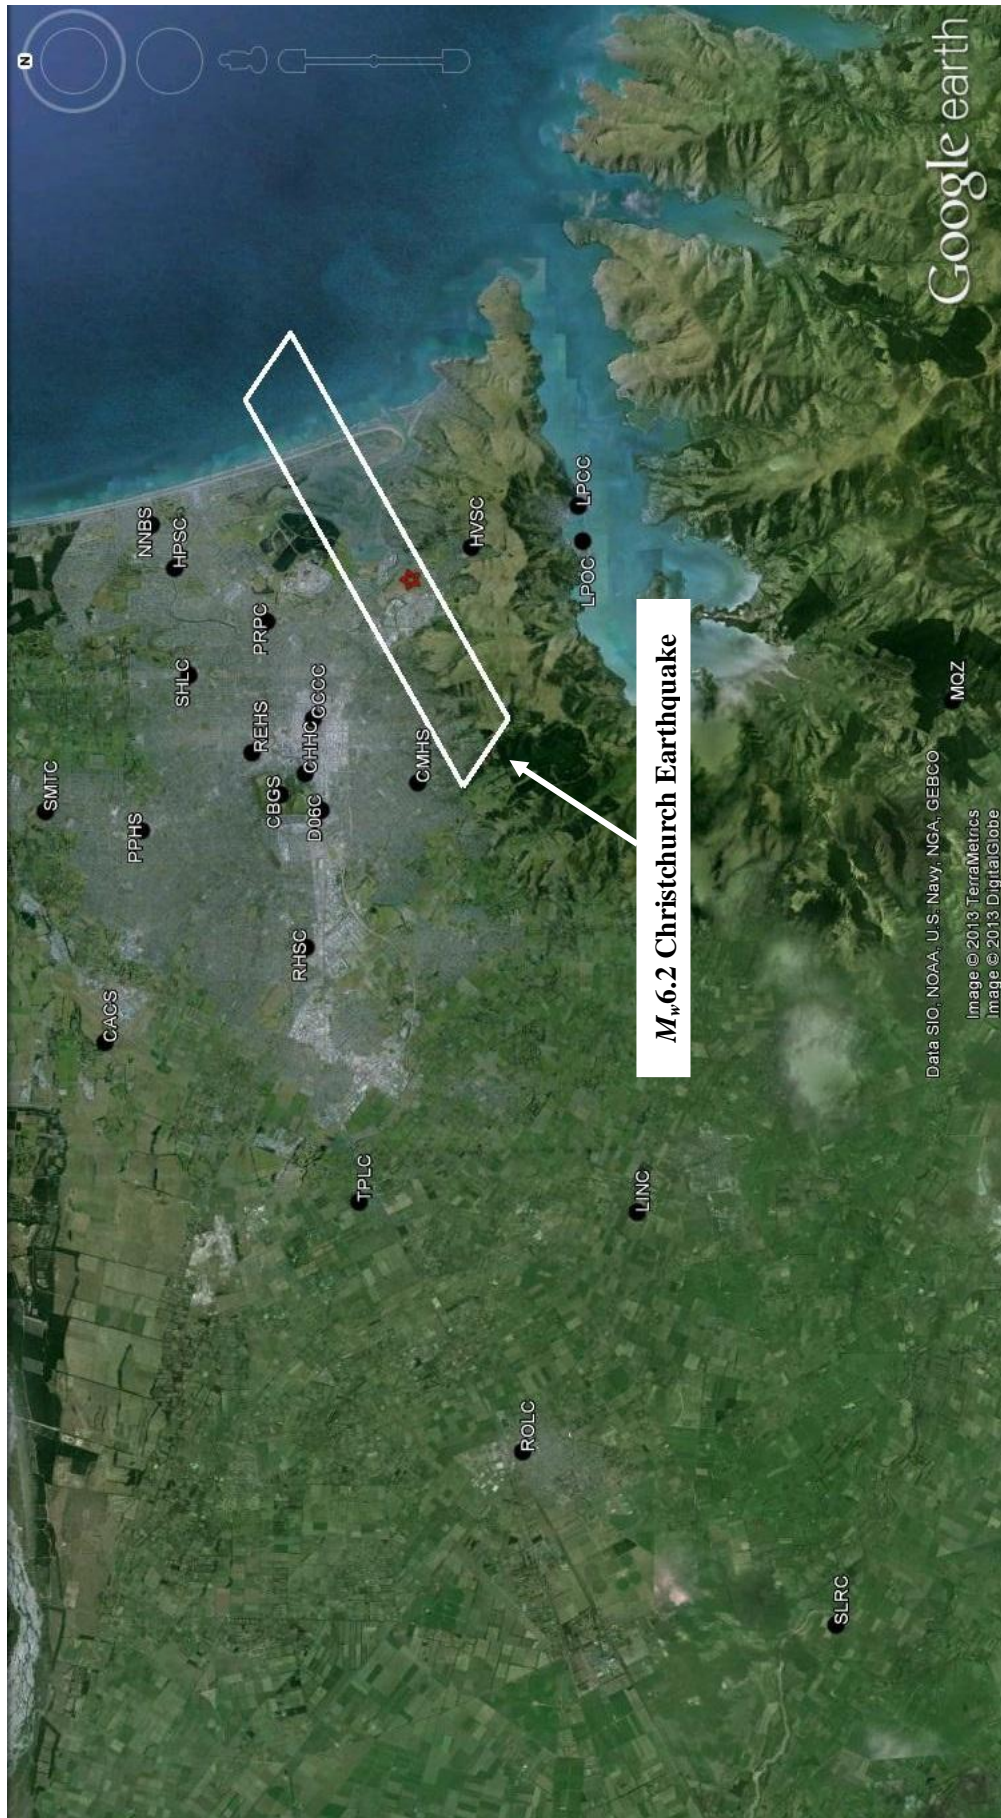 N
SMTC
NNBS
HPSC
PPHS
SHLC
CACS
PRPC
REHS
CBGS
CCCC
CHHC
D06C
RHSC
TPLC
CMHS
HVSC
LPCC
LPOC
ROLC
LINC
M_w6.2 Christchurch Earthquake
SLRC
MQZ
Data SIO, NOAA, U.S. Navy, NGA, GEBCO
Image © 2013 TerraMetrics
Image © 2013 DigitalGlobe
Google earth